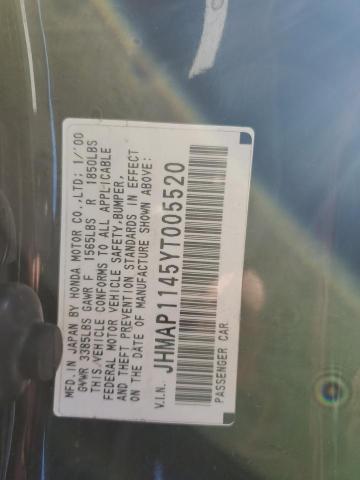 MFD. IN JAPAN BY HONDA MOTOR CO.,LTD: 1/'00
GVWR 3385LBS GAWR F 1565LBS R 1850LBS
THIS VEHICLE CONFORMS TO ALL APPLICABLE
FEDERAL MOTOR VEHICLE SAFETY,BUMPER,
AND THEFT PREVENTION STANDARDS IN EFFECT
ON THE DATE OF MANUFACTURE SHOWN ABOVE:
V.I.N. JHMAP1145YT005520
PASSENGER CAR